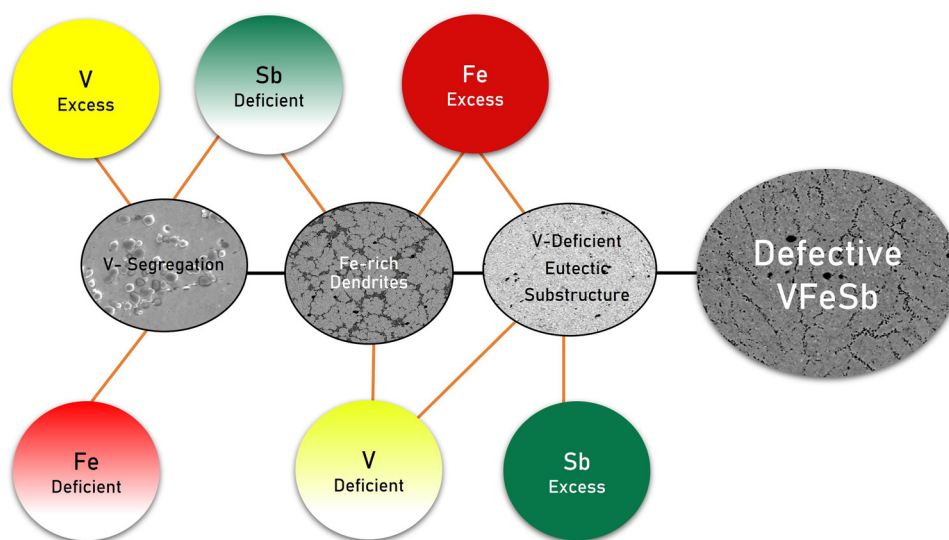 V
Excess
Sb
Deficient
Fe
Excess
V- Segregation
Fe-rich
Dendrites
V-Deficient
Eutectic
Substructure
Defective
VFeSb
Fe
Deficient
V
Deficient
Sb
Excess